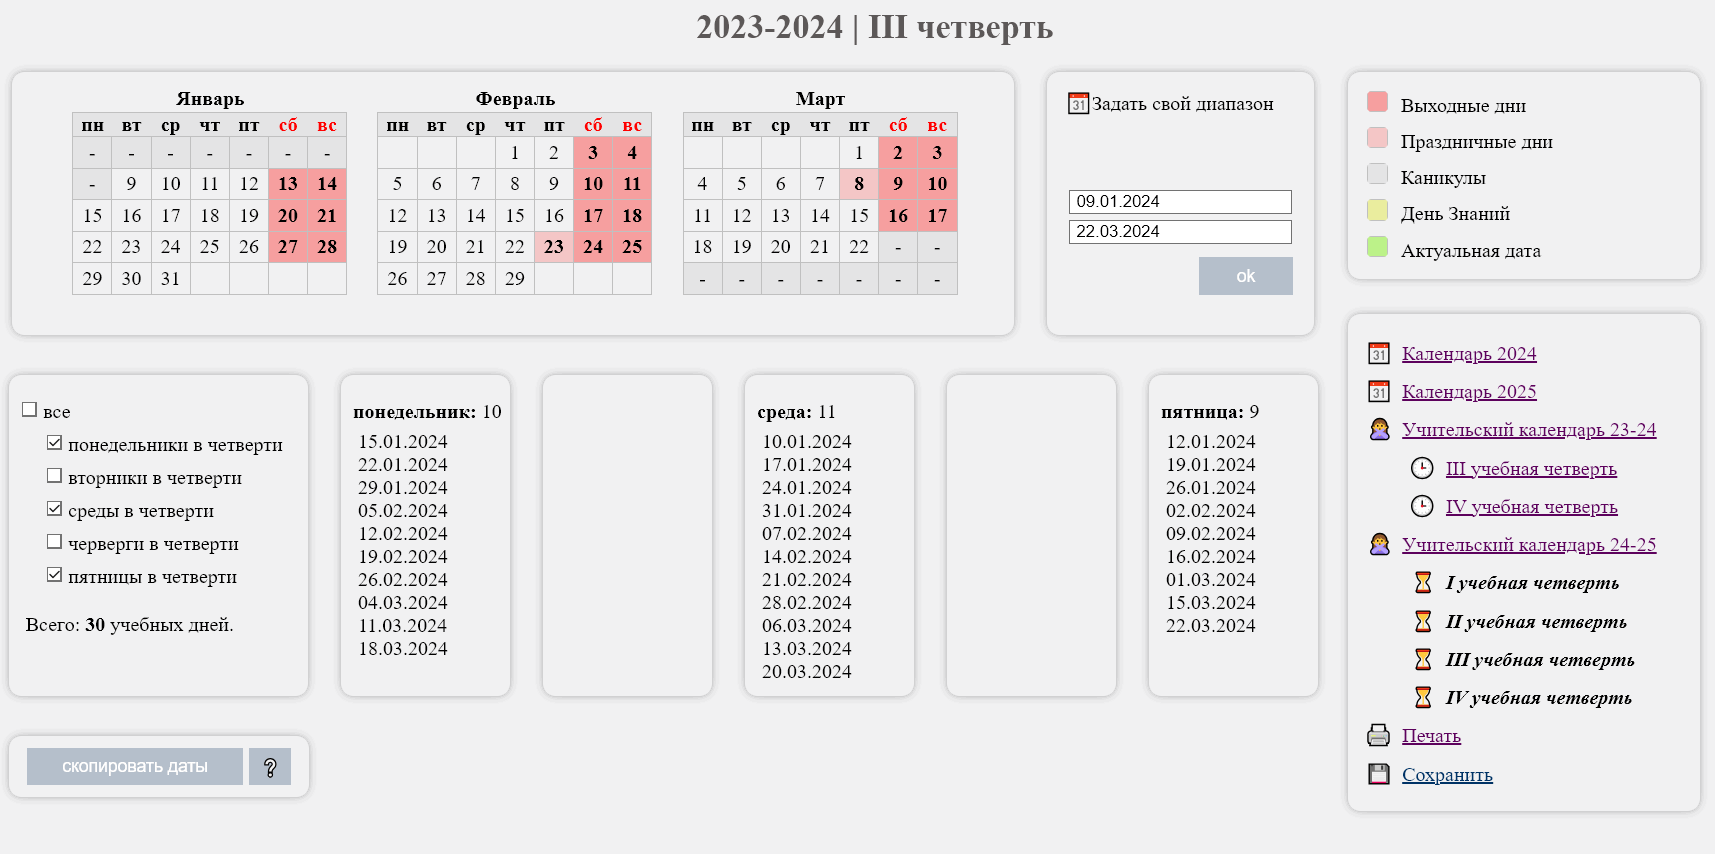 2023-2024 | III четверть
Январь
пн вт ср чт пт сб вс
- - - - - - -
- 9 10 11 12 13 14
15 16 17 18 19 20 21
22 23 24 25 26 27 28
29 30 31
Февраль
пн вт ср чт пт сб вс
1 2 3 4
5 6 7 8 9 10 11
12 13 14 15 16 17 18
19 20 21 22 23 24 25
26 27 28 29
Март
пн вт ср чт пт сб вс
1 2 3
4 5 6 7 8 9 10
11 12 13 14 15 16 17
18 19 20 21 22 - -
- - - - - - -
31 Задать свой диапазон
09.01.2024
22.03.2024
ok
Выходные дни
Праздничные дни
Каникулы
День Знаний
Актуальная дата
все
понедельники в четверти
вторники в четверти
среды в четверти
черверги в четверти
пятницы в четверти
Всего: 30 учебных дней.
понедельник: 10
15.01.2024
22.01.2024
29.01.2024
05.02.2024
12.02.2024
19.02.2024
26.02.2024
04.03.2024
11.03.2024
18.03.2024
среда: 11
10.01.2024
17.01.2024
24.01.2024
31.01.2024
07.02.2024
14.02.2024
21.02.2024
28.02.2024
06.03.2024
13.03.2024
20.03.2024
пятница: 9
12.01.2024
19.01.2024
26.01.2024
02.02.2024
09.02.2024
16.02.2024
01.03.2024
15.03.2024
22.03.2024
31 Календарь 2024
31 Календарь 2025
Учительский календарь 23-24
III учебная четверть
IV учебная четверть
Учительский календарь 24-25
I учебная четверть
II учебная четверть
III учебная четверть
IV учебная четверть
Печать
Сохранить
скопировать даты ?